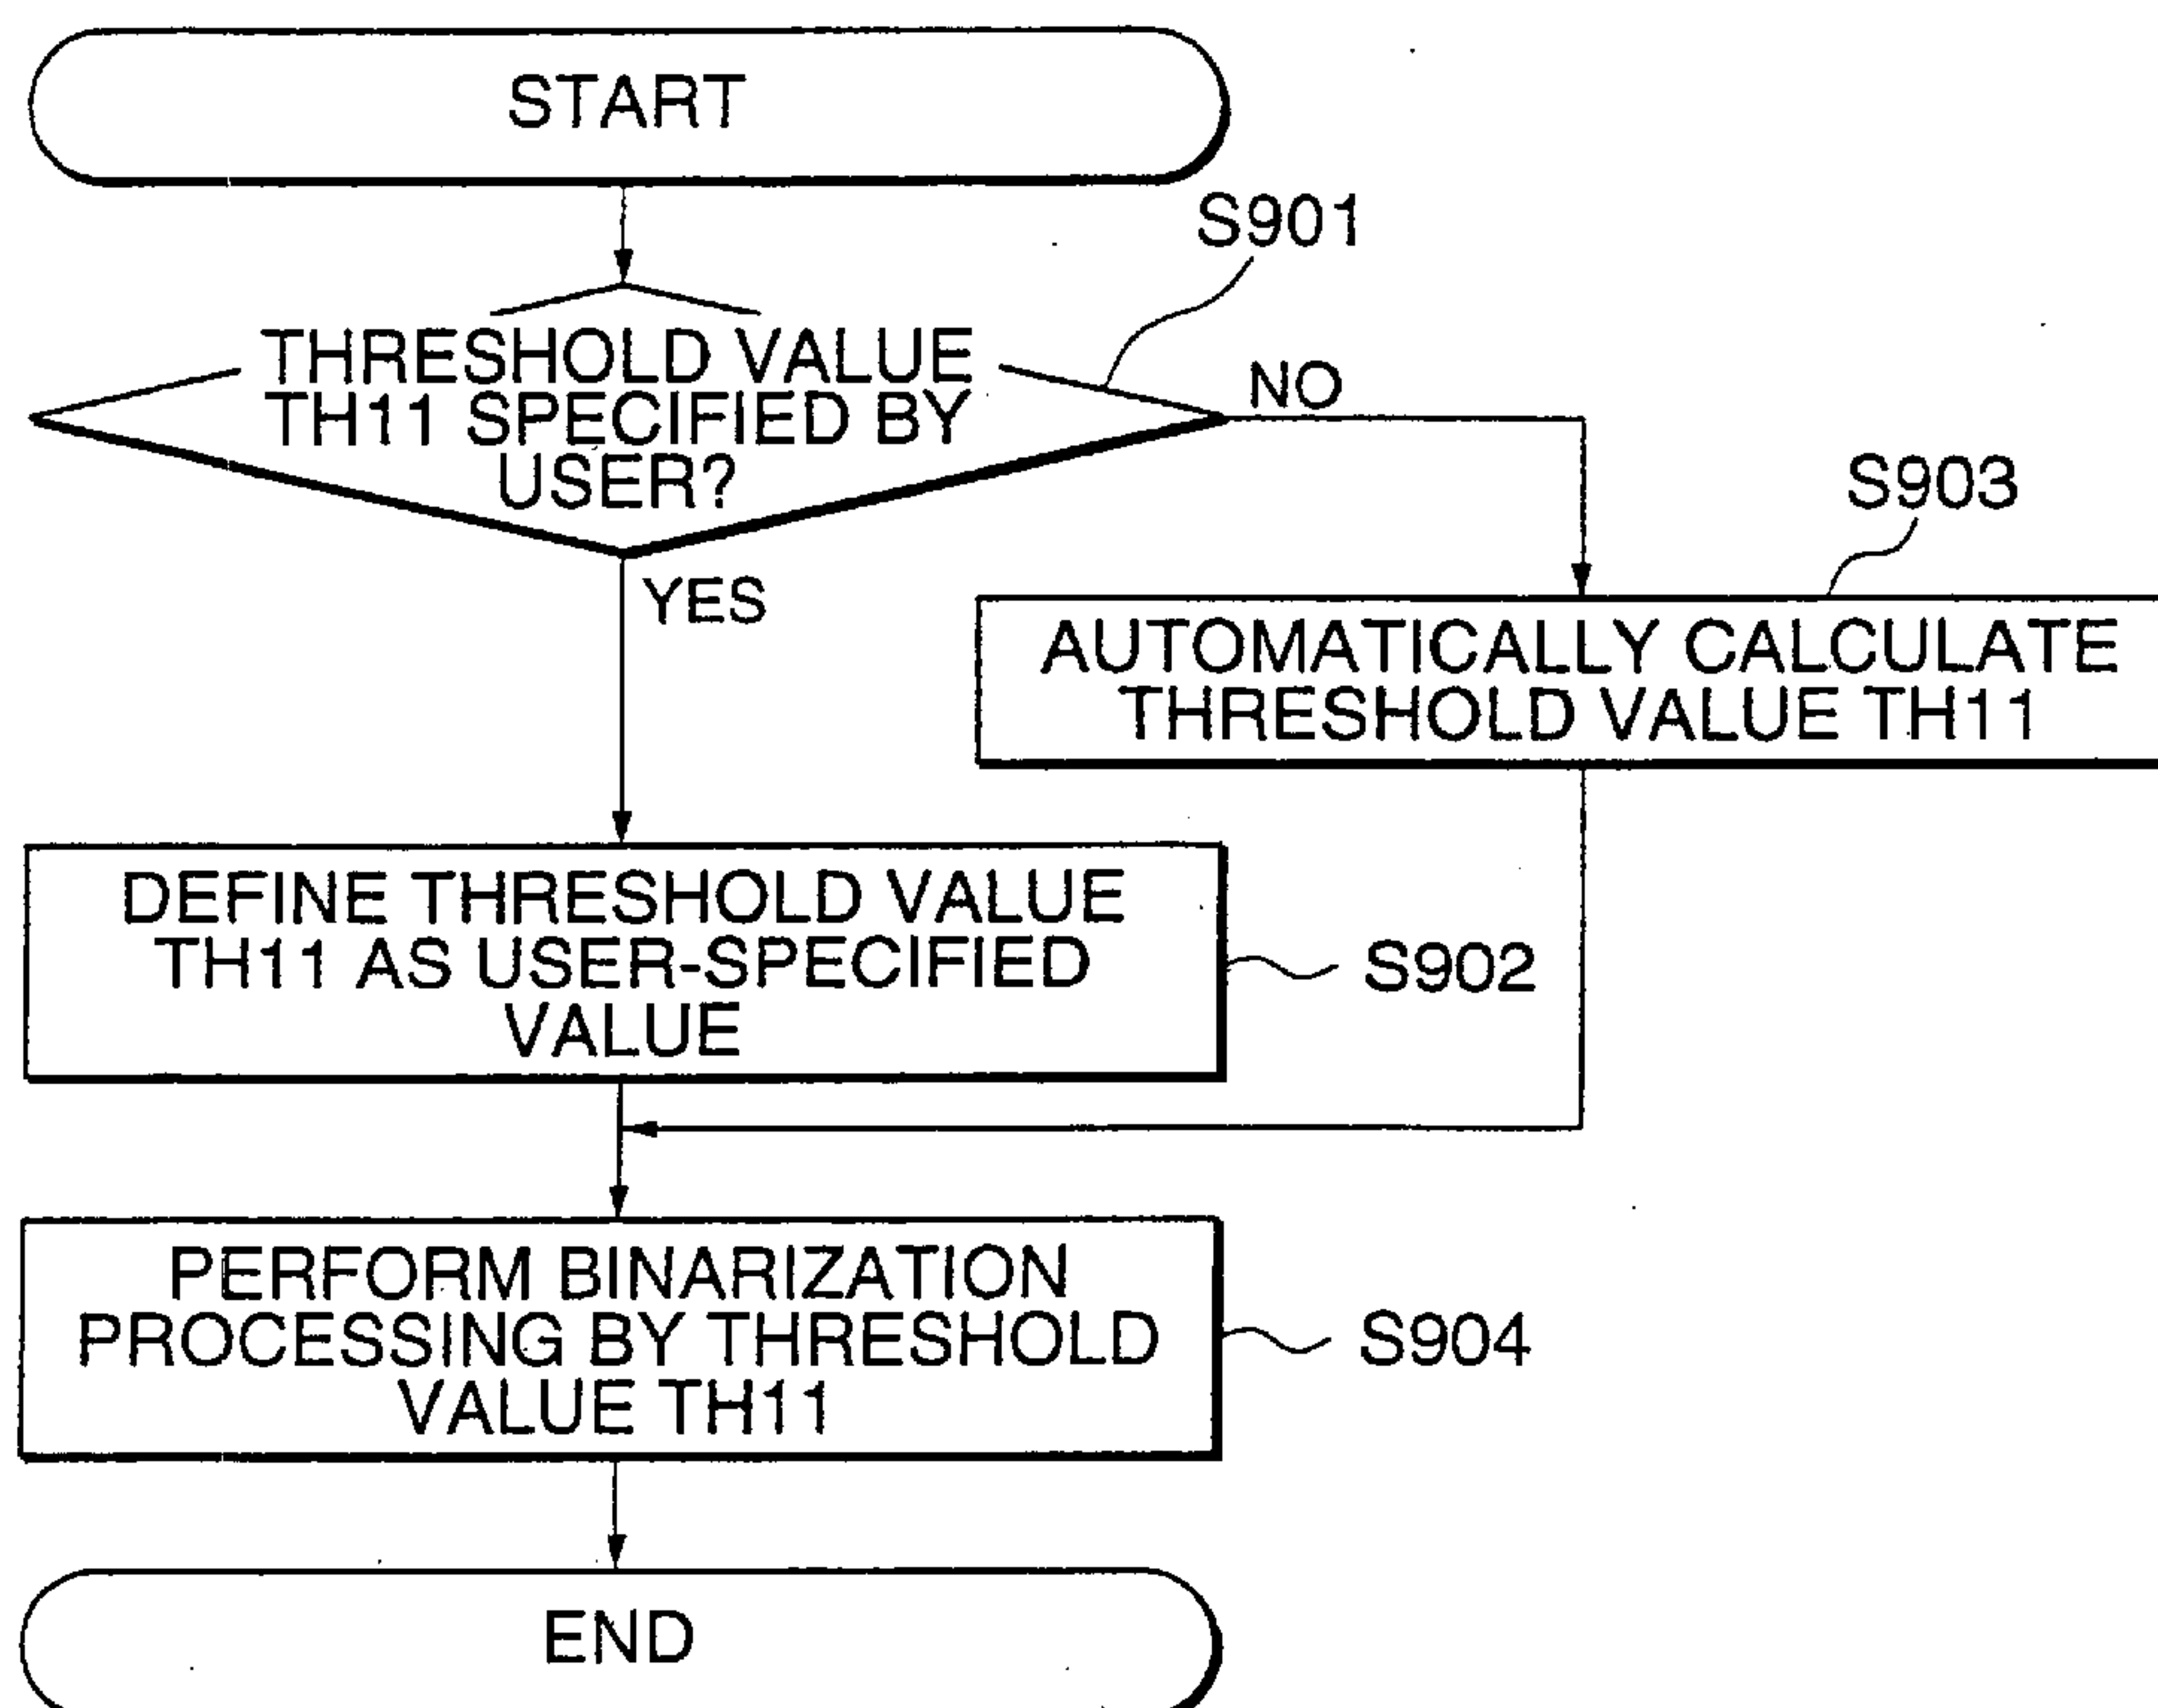 START
S901
THRESHOLD VALUE
TH11 SPECIFIED BY
USER?
NO
YES
S903
AUTOMATICALLY CALCULATE
THRESHOLD VALUE TH11
DEFINE THRESHOLD VALUE
TH11 AS USER-SPECIFIED
VALUE
S902
PERFORM BINARIZATION
PROCESSING BY THRESHOLD
VALUE TH11
S904
END